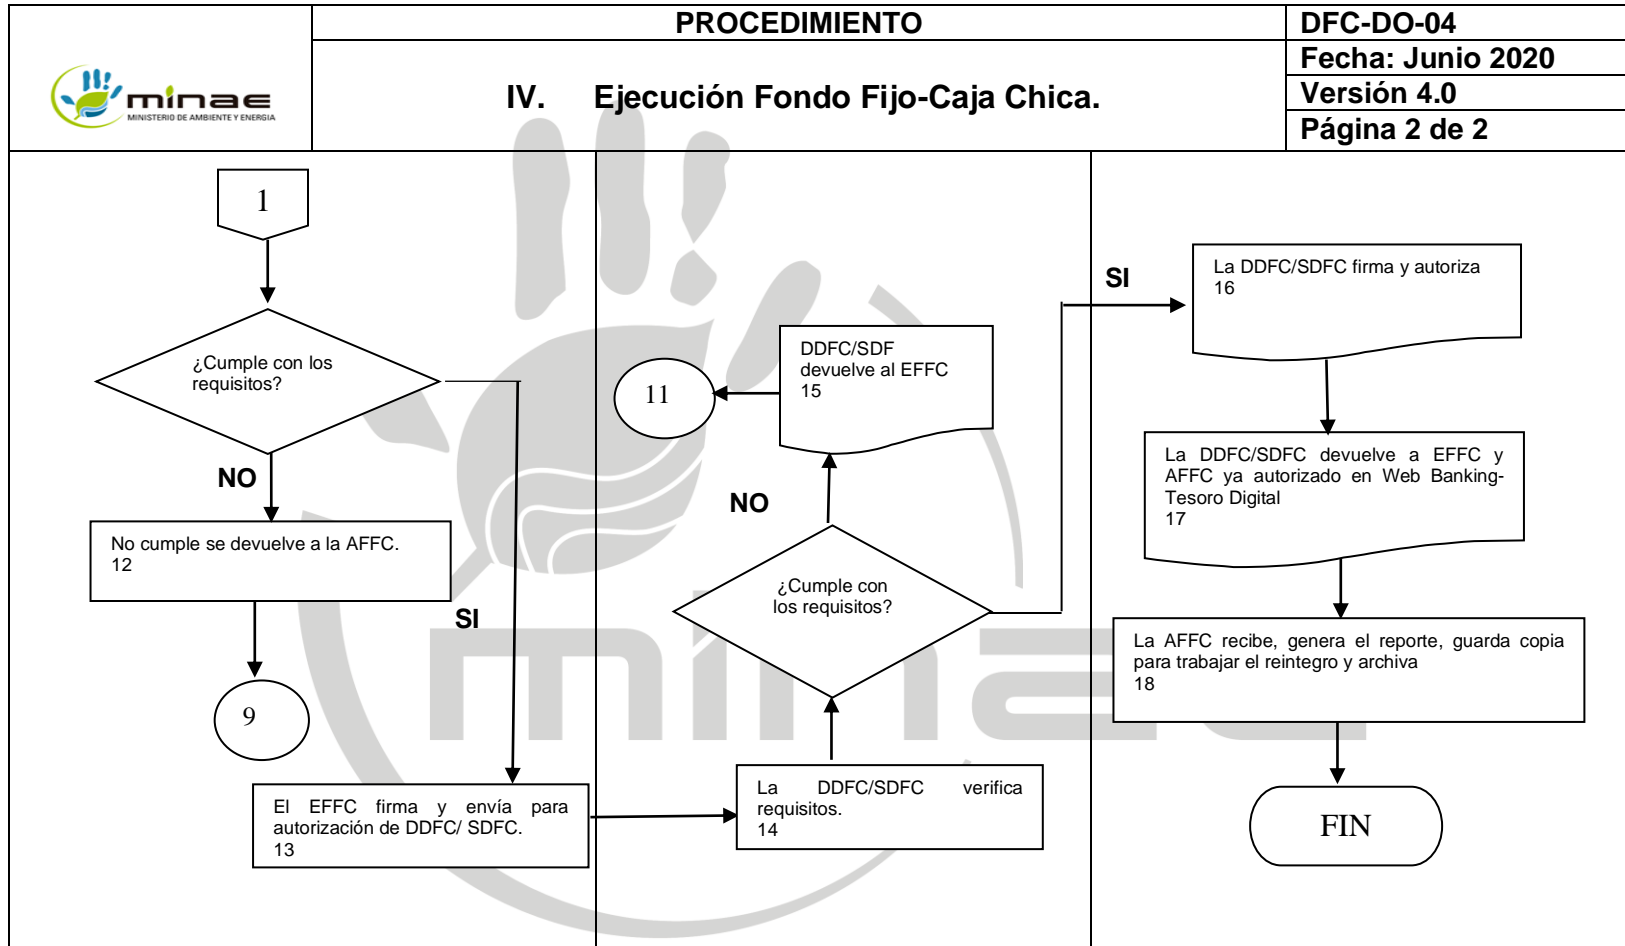 minae
MINISTERIO DE AMBIENTE Y ENERGIA
PROCEDIMIENTO
IV. Ejecución Fondo Fijo-Caja Chica.
DFC-DO-04
Fecha: Junio 2020
Versión 4.0
Página 2 de 2
1
¿Cumple con los
requisitos?
NO
No cumple se devuelve a la AFFC.
12
9
SI
El EFFC firma y envía para
autorización de DDFC/ SDFC.
13
La DDFC/SDFC verifica
requisitos.
14
¿Cumple con
los requisitos?
NO
DDFC/SDF
devuelve al EFFC
15
11
SI
La DDFC/SDFC firma y autoriza
16
La DDFC/SDFC devuelve a EFFC y
AFFC ya autorizado en Web Banking-
Tesoro Digital
17
La AFFC recibe, genera el reporte, guarda copia
para trabajar el reintegro y archiva
18
FIN
minae